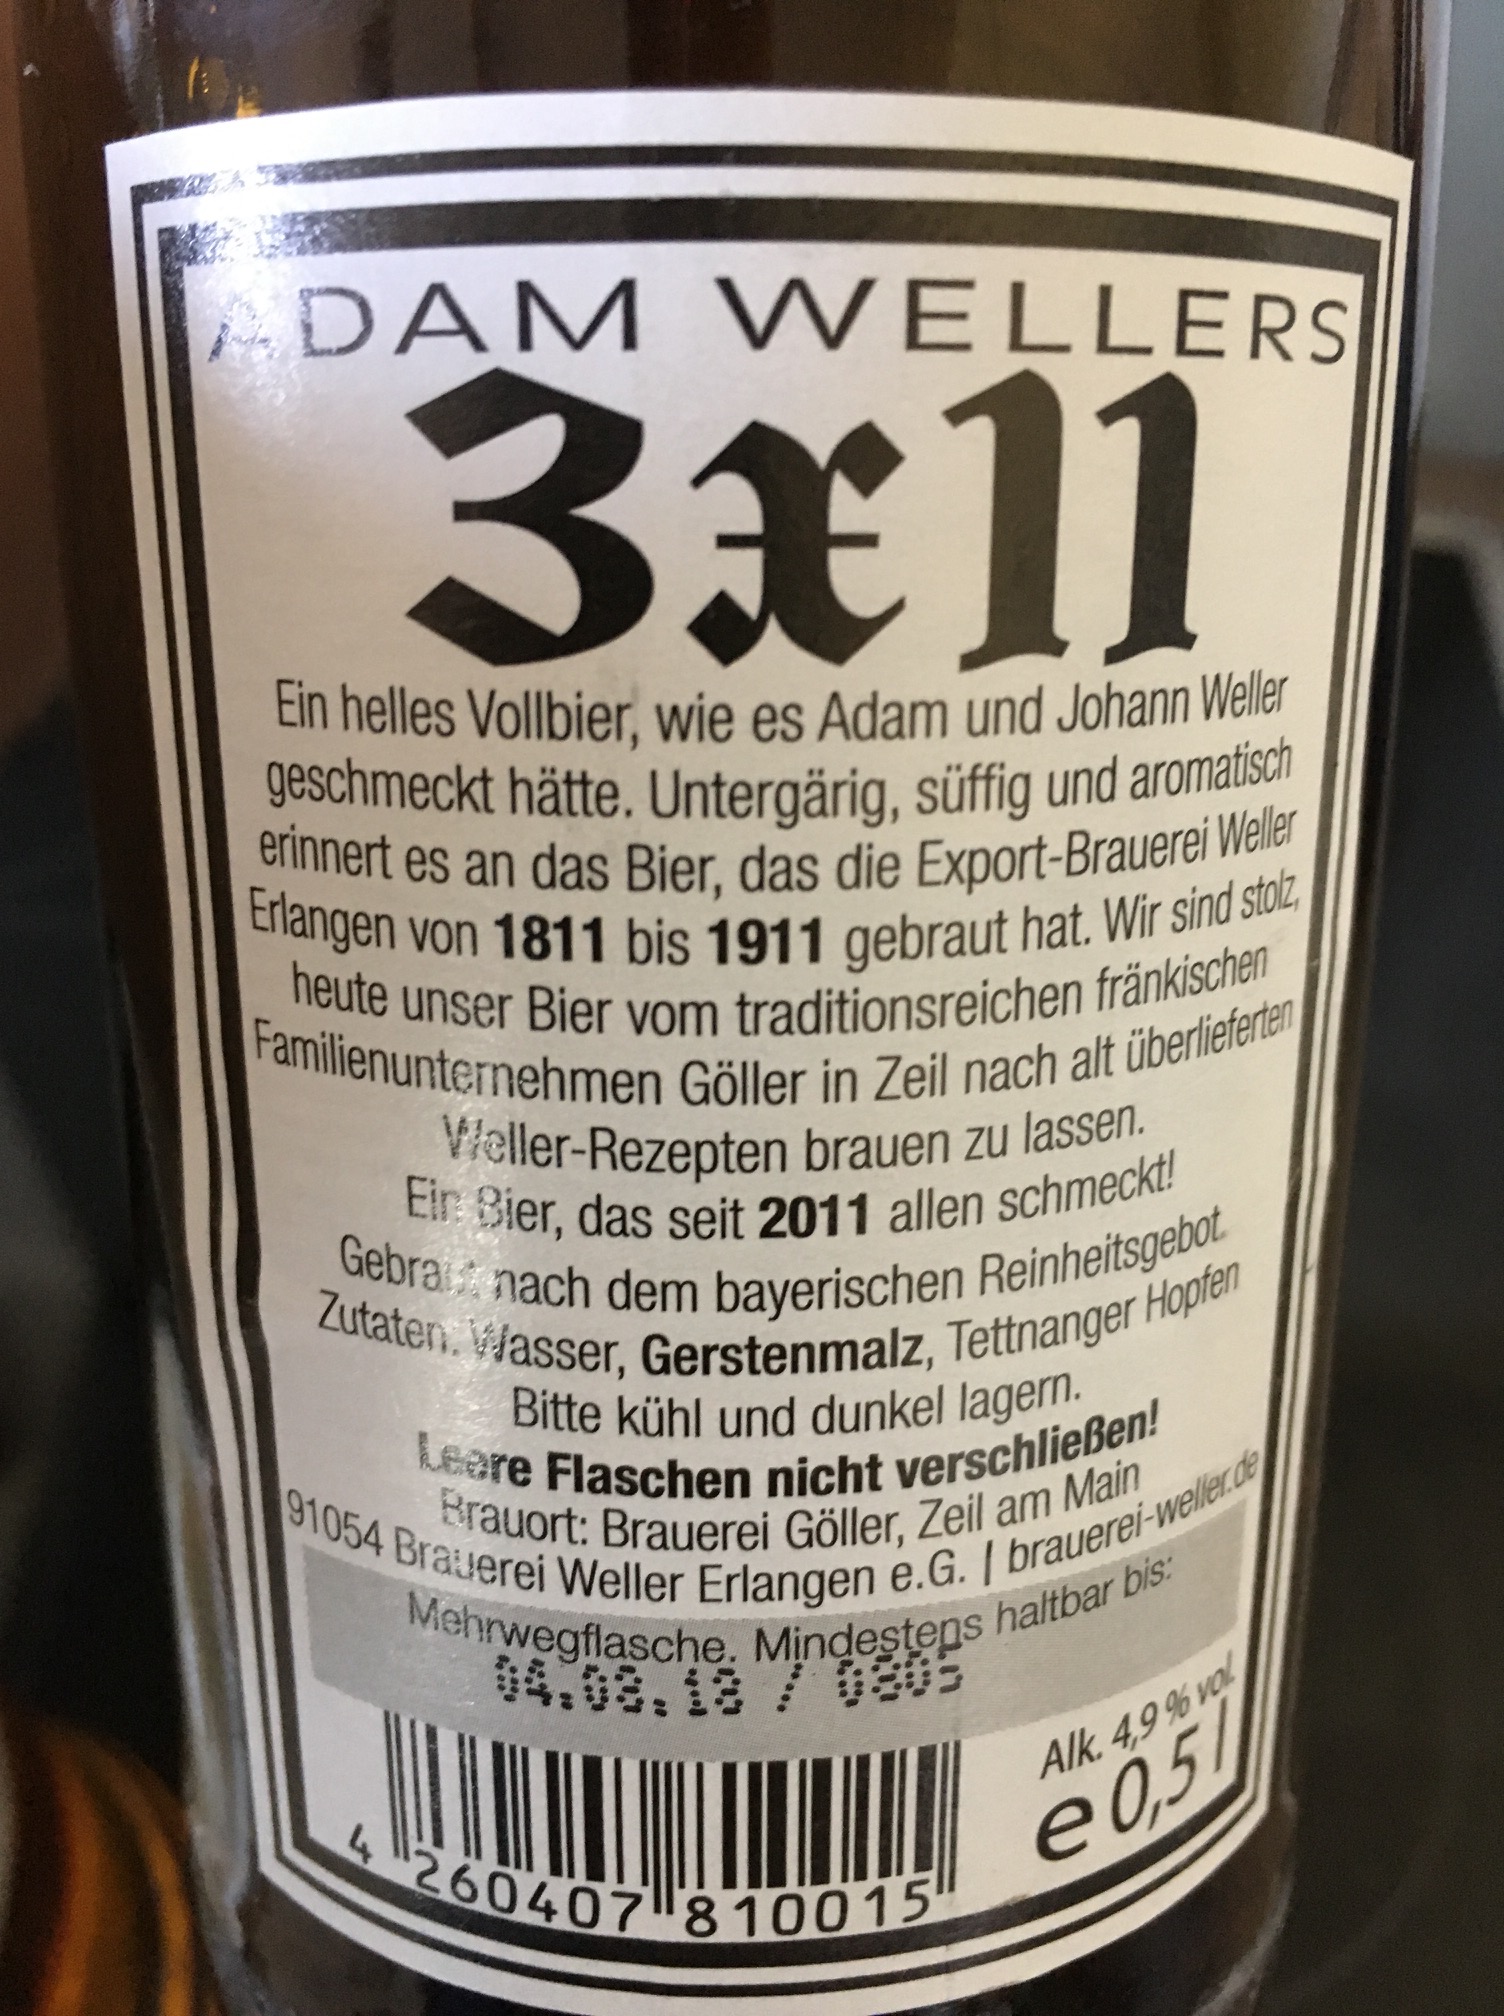 ADAM WELLERS
3x11
Ein helles Vollbier, wie es Adam und Johann Weller
geschmeckt hätte. Untergärig, süffig und aromatisch
erinnert es an das Bier, das die Export-Brauerei Weller
Erlangen von 1811 bis 1911 gebraut hat. Wir sind stolz,
heute unser Bier vom traditionsreichen fränkischen
Familienunternehmen Göller in Zeil nach alt überlieferten
Weller-Rezepten brauen zu lassen.
Ein Bier, das seit 2011 allen schmeckt!
Gebraut nach dem bayerischen Reinheitsgebot.
Zutaten: Wasser, Gerstenmalz, Tettnanger Hopfen
Bitte kühl und dunkel lagern.
Leere Flaschen nicht verschließen!
Brauort: Brauerei Göller, Zeil am Main
91054 Brauerei Weller Erlangen e.G. | brauerei-weller.de
Mehrwegflasche. Mindestens haltbar bis:
04.08.18 / 0805
Alk. 4,9 % vol.
e 0,5 l
4 260407 810015